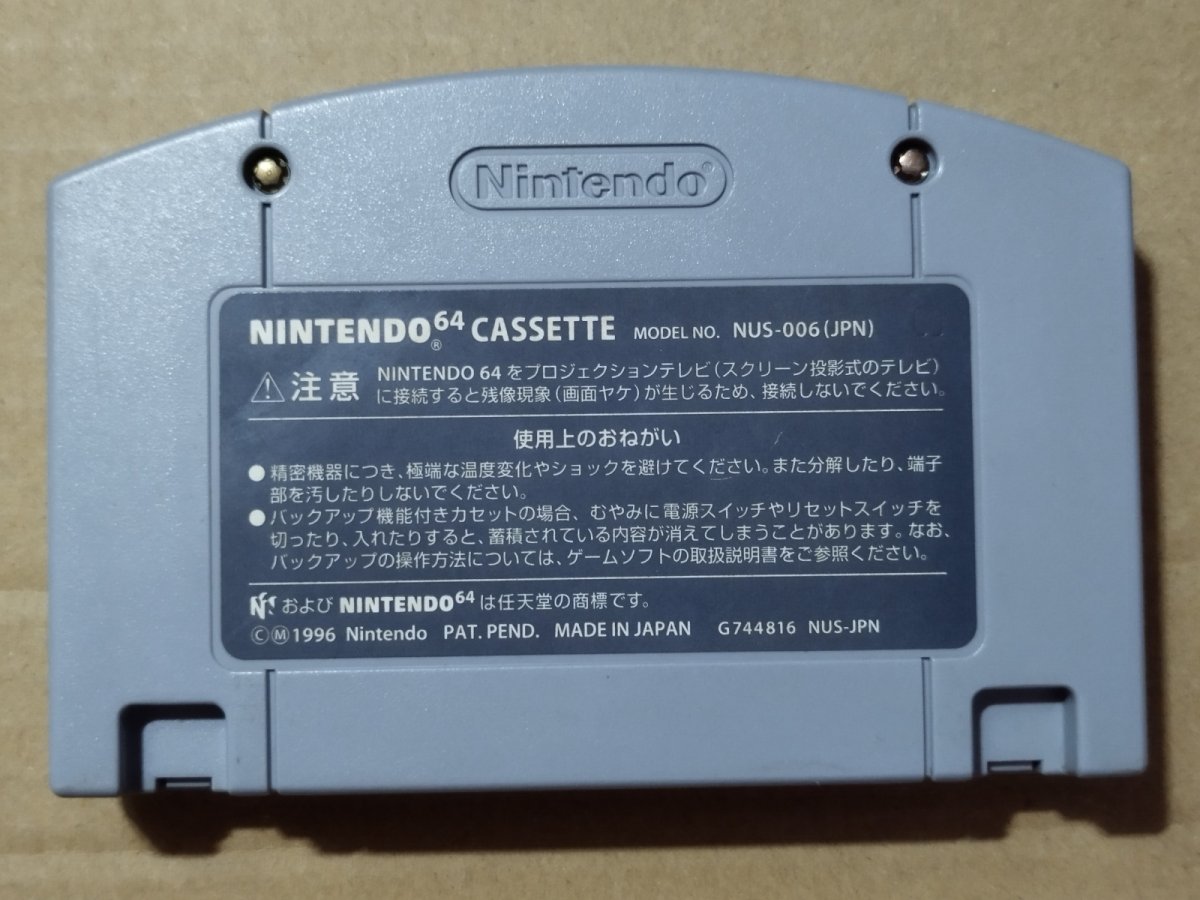 Nintendo®
NINTENDO64® CASSETTE MODEL NO. NUS-006(JPN)
注意 NINTENDO 64をプロジェクションテレビ(スクリーン投影式のテレビ)
に接続すると残像現象(画面ヤケ)が生じるため、接続しないでください。
使用上のおねがい
●精密機器につき、極端な温度変化やショックを避けてください。また分解したり、端子
部を汚したりしないでください。
●バックアップ機能付きカセットの場合、むやみに電源スイッチやリセットスイッチを
切ったり、入れたりすると、蓄積されている内容が消えてしまうことがあります。なお、
バックアップの操作方法については、ゲームソフトの取扱説明書をご参照ください。
および NINTENDO64 は任天堂の商標です。
ⒸⓂ1996 Nintendo PAT. PEND. MADE IN JAPAN G744816 NUS-JPN